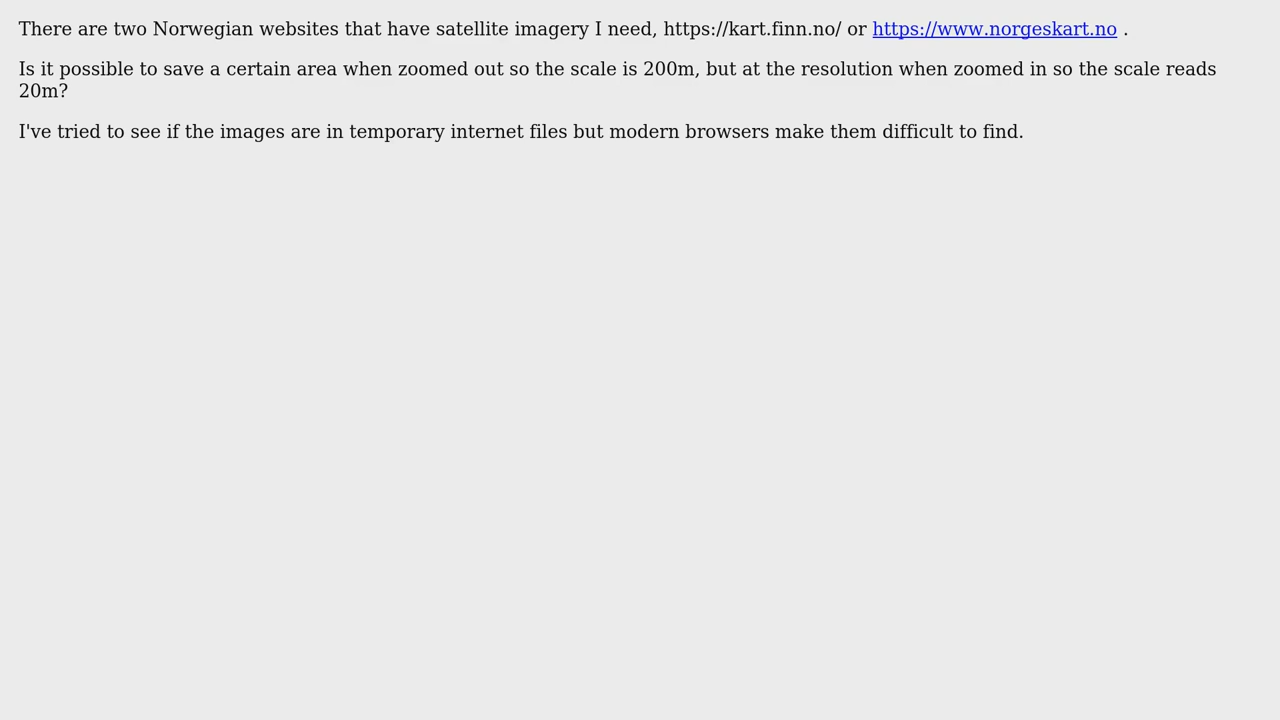 There are two Norwegian websites that have satellite imagery I need, https://kart.finn.no/ or https://www.norgeskart.no .
Is it possible to save a certain area when zoomed out so the scale is 200m, but at the resolution when zoomed in so the scale reads
20m?
I've tried to see if the images are in temporary internet files but modern browsers make them difficult to find.